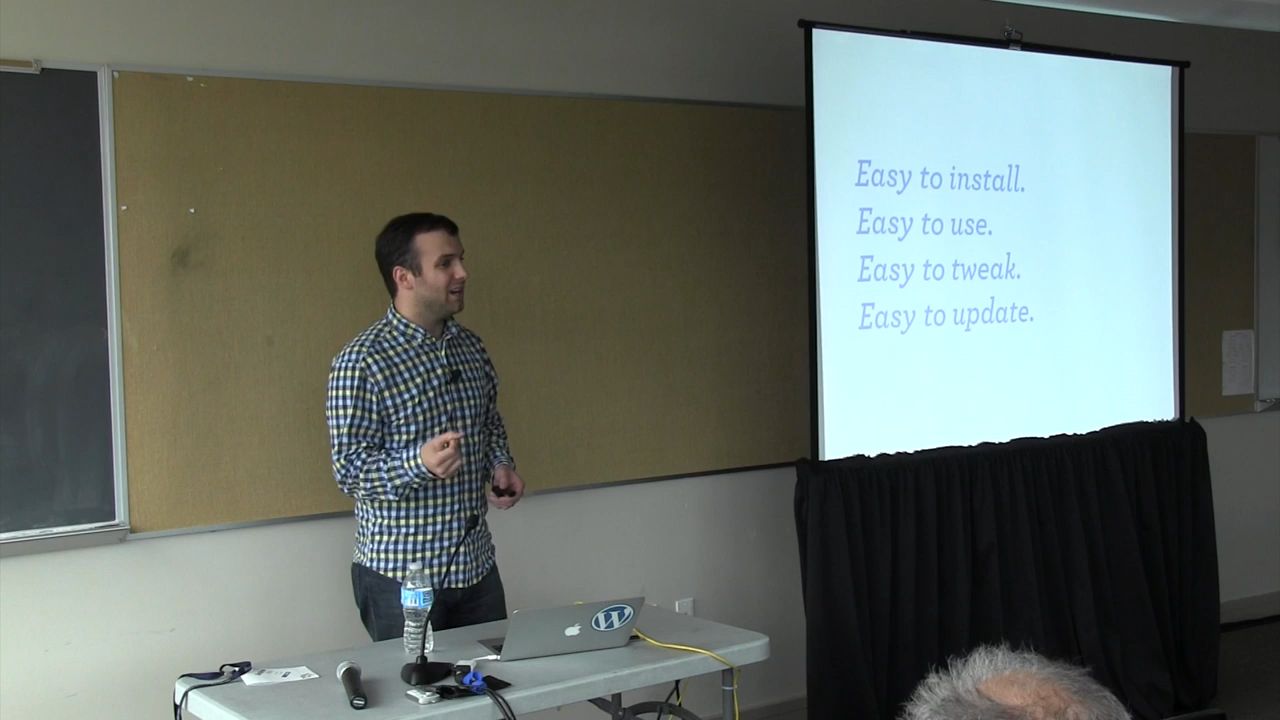 Easy to install.
Easy to use.
Easy to tweak.
Easy to update.
W